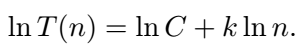 ln T(n) = ln C + k ln n.